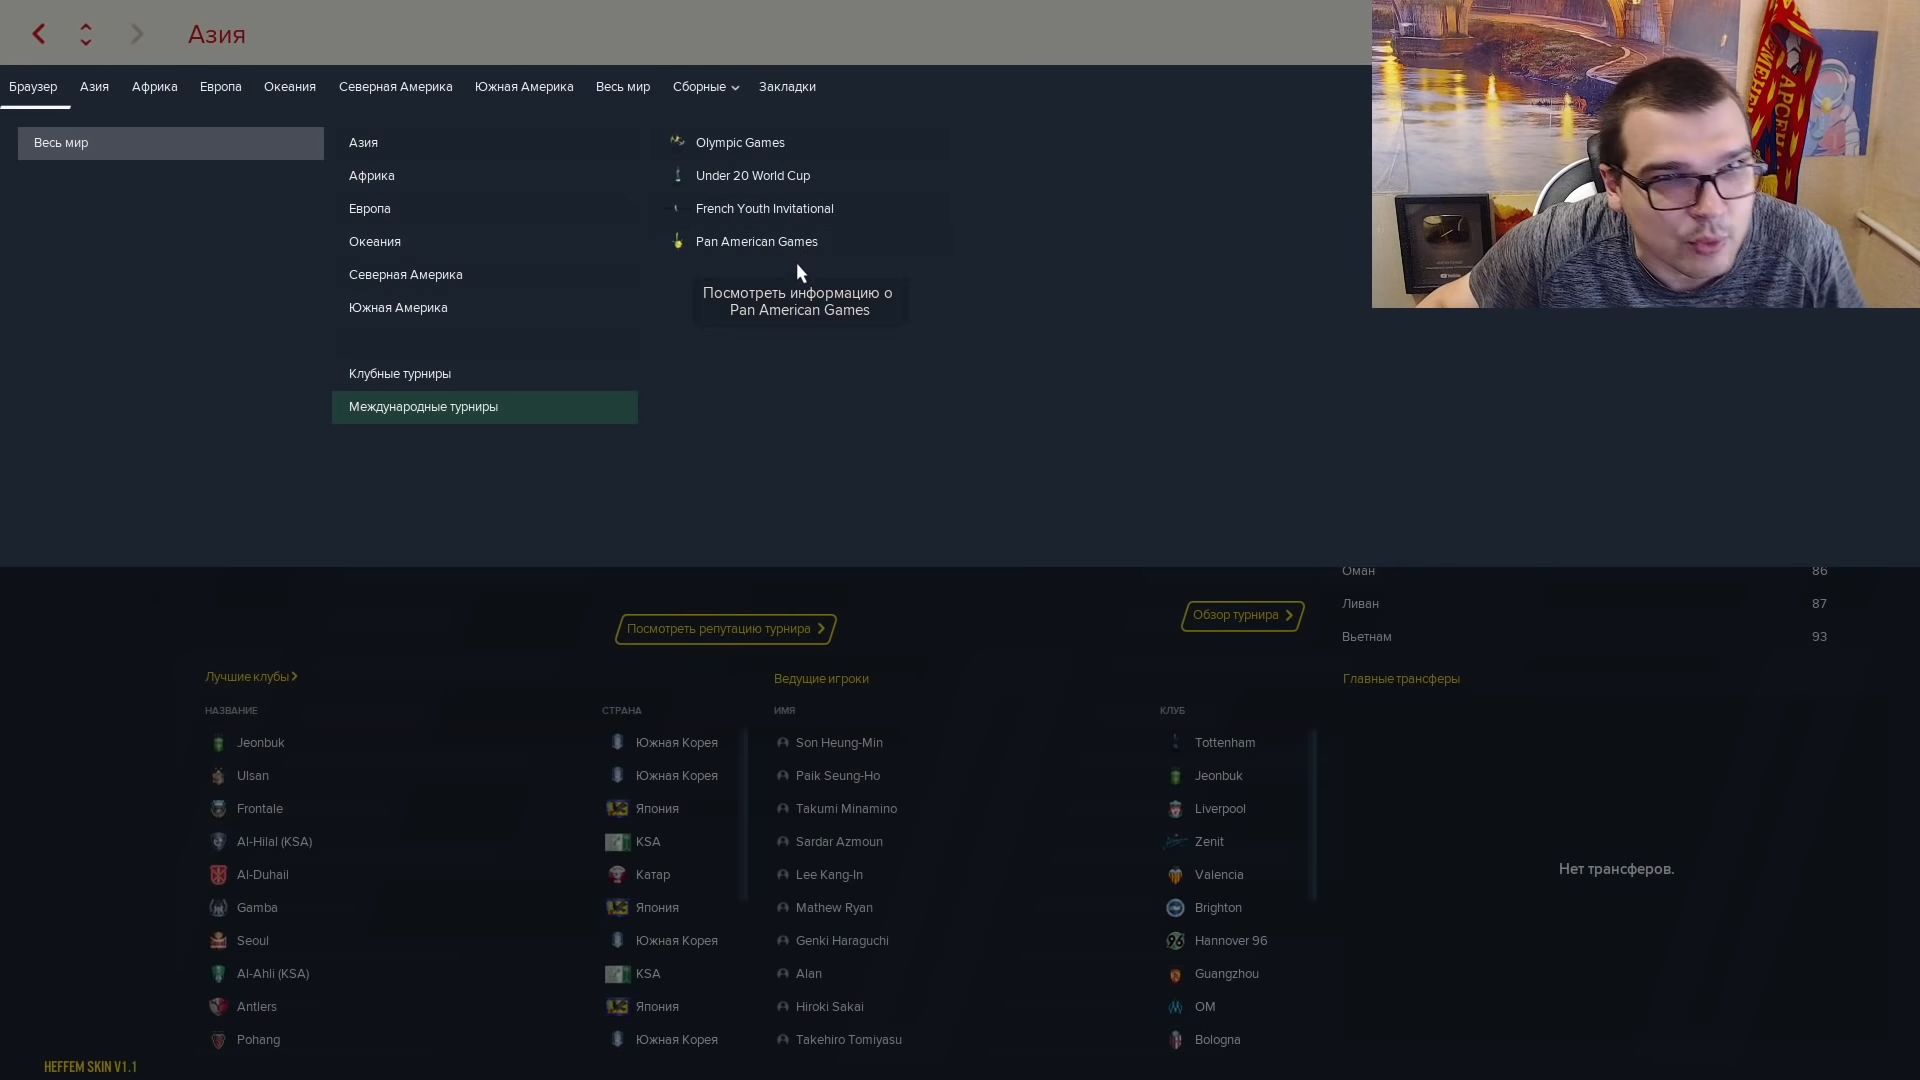 Азия
Браузер Азия Африка Европа Океания Северная Америка Южная Америка Весь мир Сборные Закладки
Весь мир
Азия
Африка
Европа
Океания
Северная Америка
Южная Америка
Клубные турниры
Международные турниры
Olympic Games
Under 20 World Cup
French Youth Invitational
Pan American Games
Посмотреть информацию о
Pan American Games
АРСЕНАЛ
Оман 86
Ливан 87
Вьетнам 93
Посмотреть репутацию турнира
Обзор турнира
Лучшие клубы
НАЗВАНИЕ СТРАНА
Jeonbuk Южная Корея
Ulsan Южная Корея
Frontale Япония
Al-Hilal (KSA) KSA
Al-Duhail Катар
Gamba Япония
Seoul Южная Корея
Al-Ahli (KSA) KSA
Antlers Япония
Pohang Южная Корея
Ведущие игроки
ИМЯ КЛУБ
Son Heung-Min Tottenham
Paik Seung-Ho Jeonbuk
Takumi Minamino Liverpool
Sardar Azmoun Zenit
Lee Kang-In Valencia
Mathew Ryan Brighton
Genki Haraguchi Hannover 96
Alan Guangzhou
Hiroki Sakai OM
Takehiro Tomiyasu Bologna
Главные трансферы
Нет трансферов.
HEFFEM SKIN V1.1